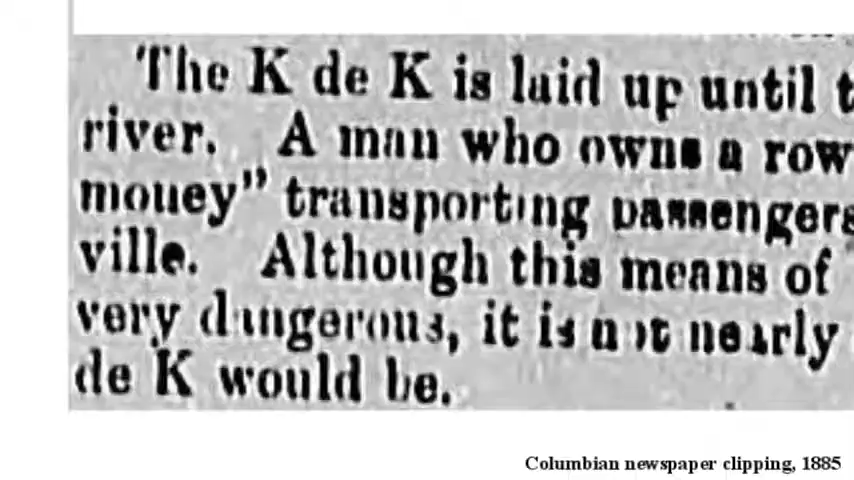 The K de K is laid up until t
river. A man who owns a row
money" transporting passengers
ville. Although this means of
very dangerous, it is not nearly
de K would be.
Columbian newspaper clipping, 1885